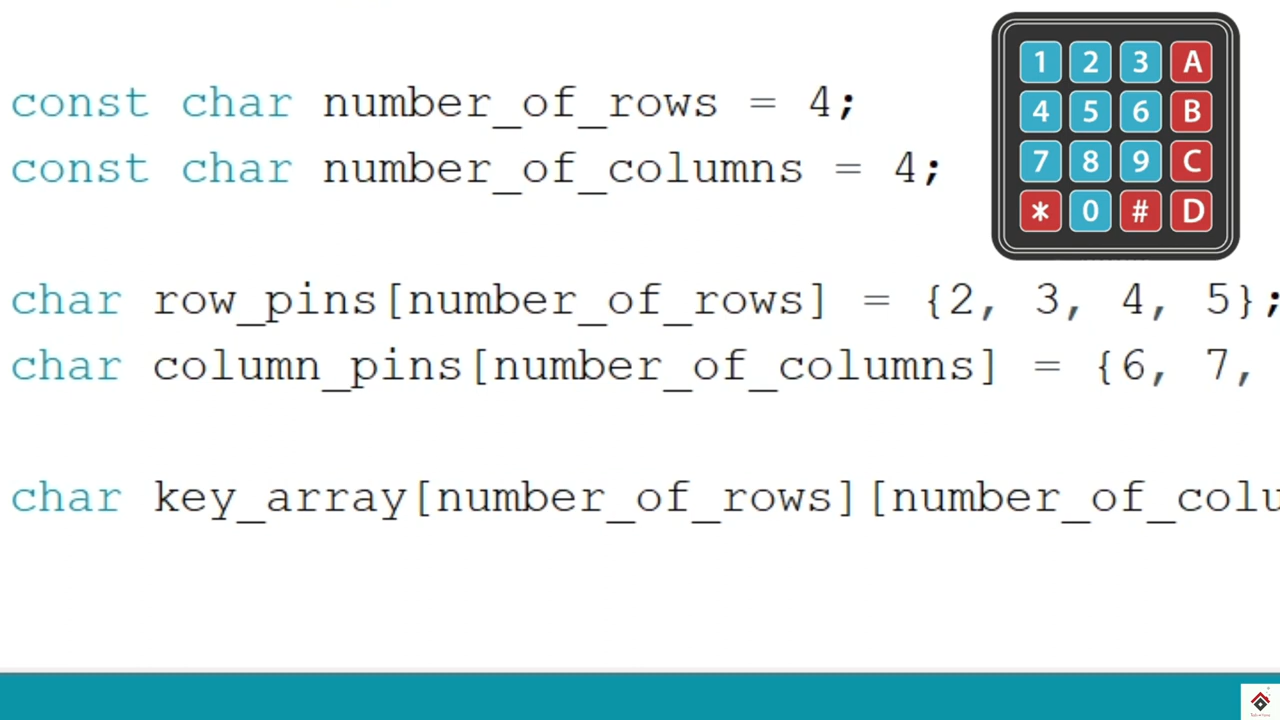 const char number_of_rows = 4;
const char number_of_columns = 4;
char row_pins[number_of_rows] = {2, 3, 4, 5};
char column_pins[number_of_columns] = {6, 7,
char key_array[number_of_rows][number_of_colu
1 2 3 A
4 5 6 B
7 8 9 C
* 0 # D